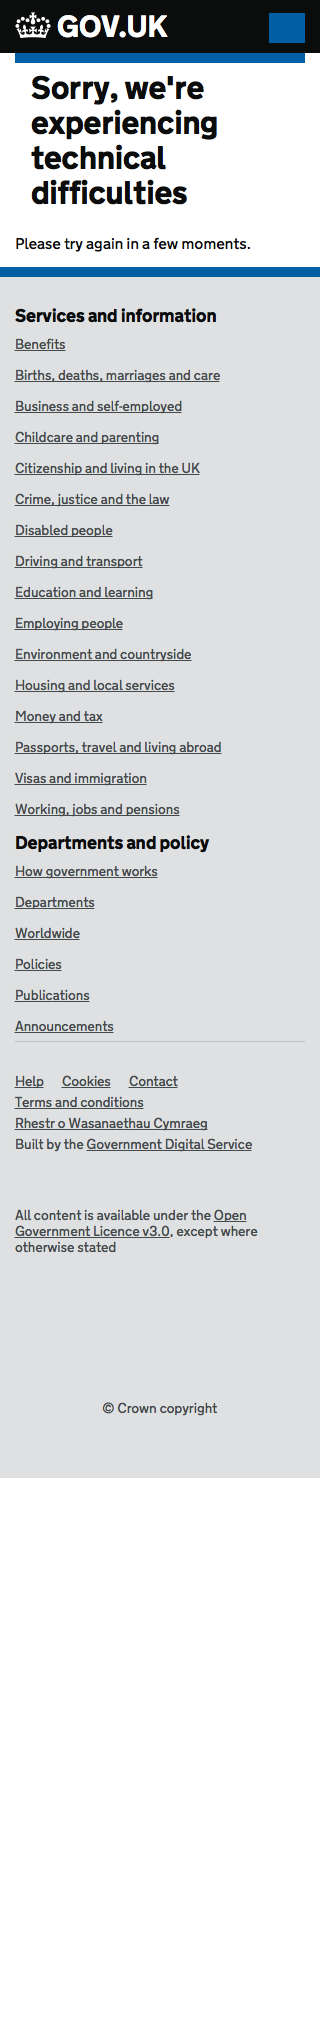 GOV.UK
Sorry, we're
experiencing
technical
difficulties
Please try again in a few moments.
Services and information
Benefits
Births, deaths, marriages and care
Business and self-employed
Childcare and parenting
Citizenship and living in the UK
Crime, justice and the law
Disabled people
Driving and transport
Education and learning
Employing people
Environment and countryside
Housing and local services
Money and tax
Passports, travel and living abroad
Visas and immigration
Working, jobs and pensions
Departments and policy
How government works
Departments
Worldwide
Policies
Publications
Announcements
Help Cookies Contact
Terms and conditions
Rhestr o Wasanaethau Cymraeg
Built by the Government Digital Service
All content is available under the Open
Government Licence v3.0, except where
otherwise stated
© Crown copyright